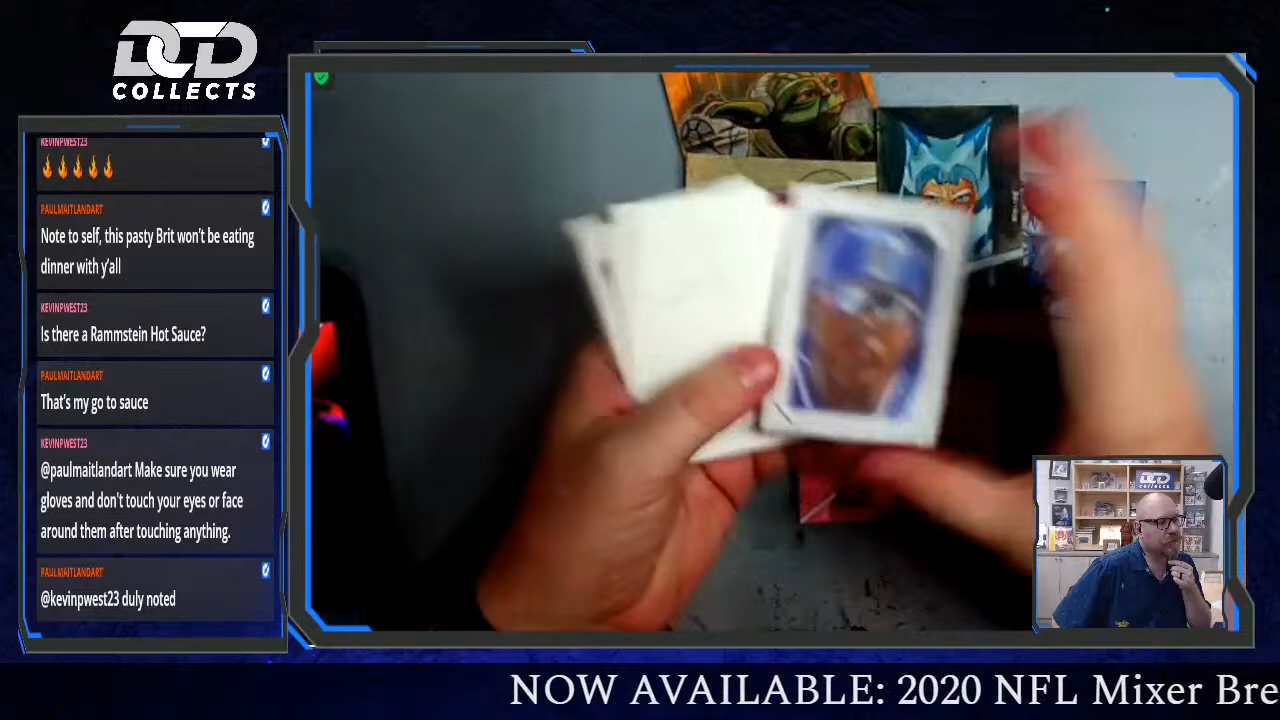 DCD
COLLECTS
KEVINPWEST23
PAULMAITLANDART
Note to self, this pasty Brit won't be eating
dinner with y'all
KEVINPWEST23
Is there a Rammstein Hot Sauce?
PAULMAITLANDART
That's my go to sauce
KEVINPWEST23
@paulmaitlandart Make sure you wear
gloves and don't touch your eyes or face
around them after touching anything.
PAULMAITLANDART
@kevinpwest23 duly noted
DCD
COLLECTS
NOW AVAILABLE: 2020 NFL Mixer Bre